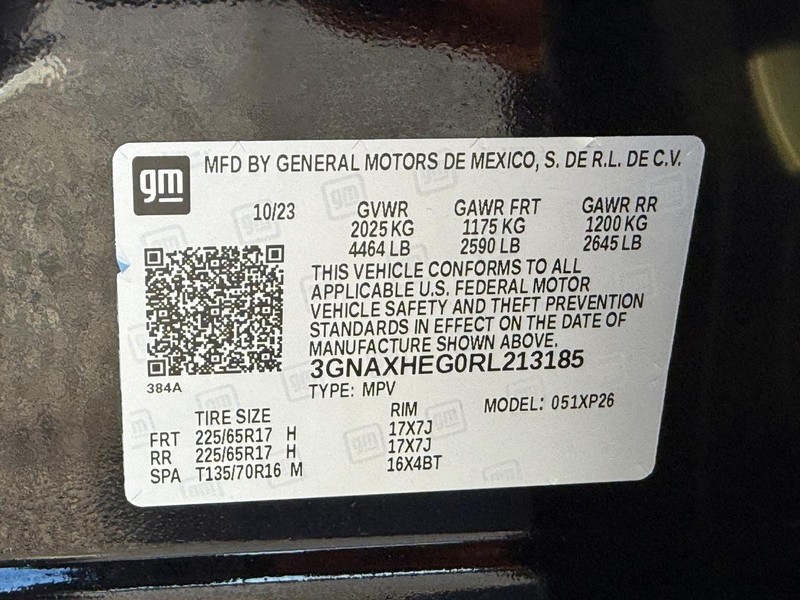 gm
MFD BY GENERAL MOTORS DE MEXICO, S. DE R.L. DE C.V.
10/23 GVWR GAWR FRT GAWR RR
2025 KG 1175 KG 1200 KG
4464 LB 2590 LB 2645 LB
THIS VEHICLE CONFORMS TO ALL
APPLICABLE U.S. FEDERAL MOTOR
VEHICLE SAFETY AND THEFT PREVENTION
STANDARDS IN EFFECT ON THE DATE OF
MANUFACTURE SHOWN ABOVE.
3GNAXHEG0RL213185
384A
TYPE: MPV
MODEL: 051XP26
TIRE SIZE RIM
FRT 225/65R17 H 17X7J
RR 225/65R17 H 17X7J
SPA T135/70R16 M 16X4BT